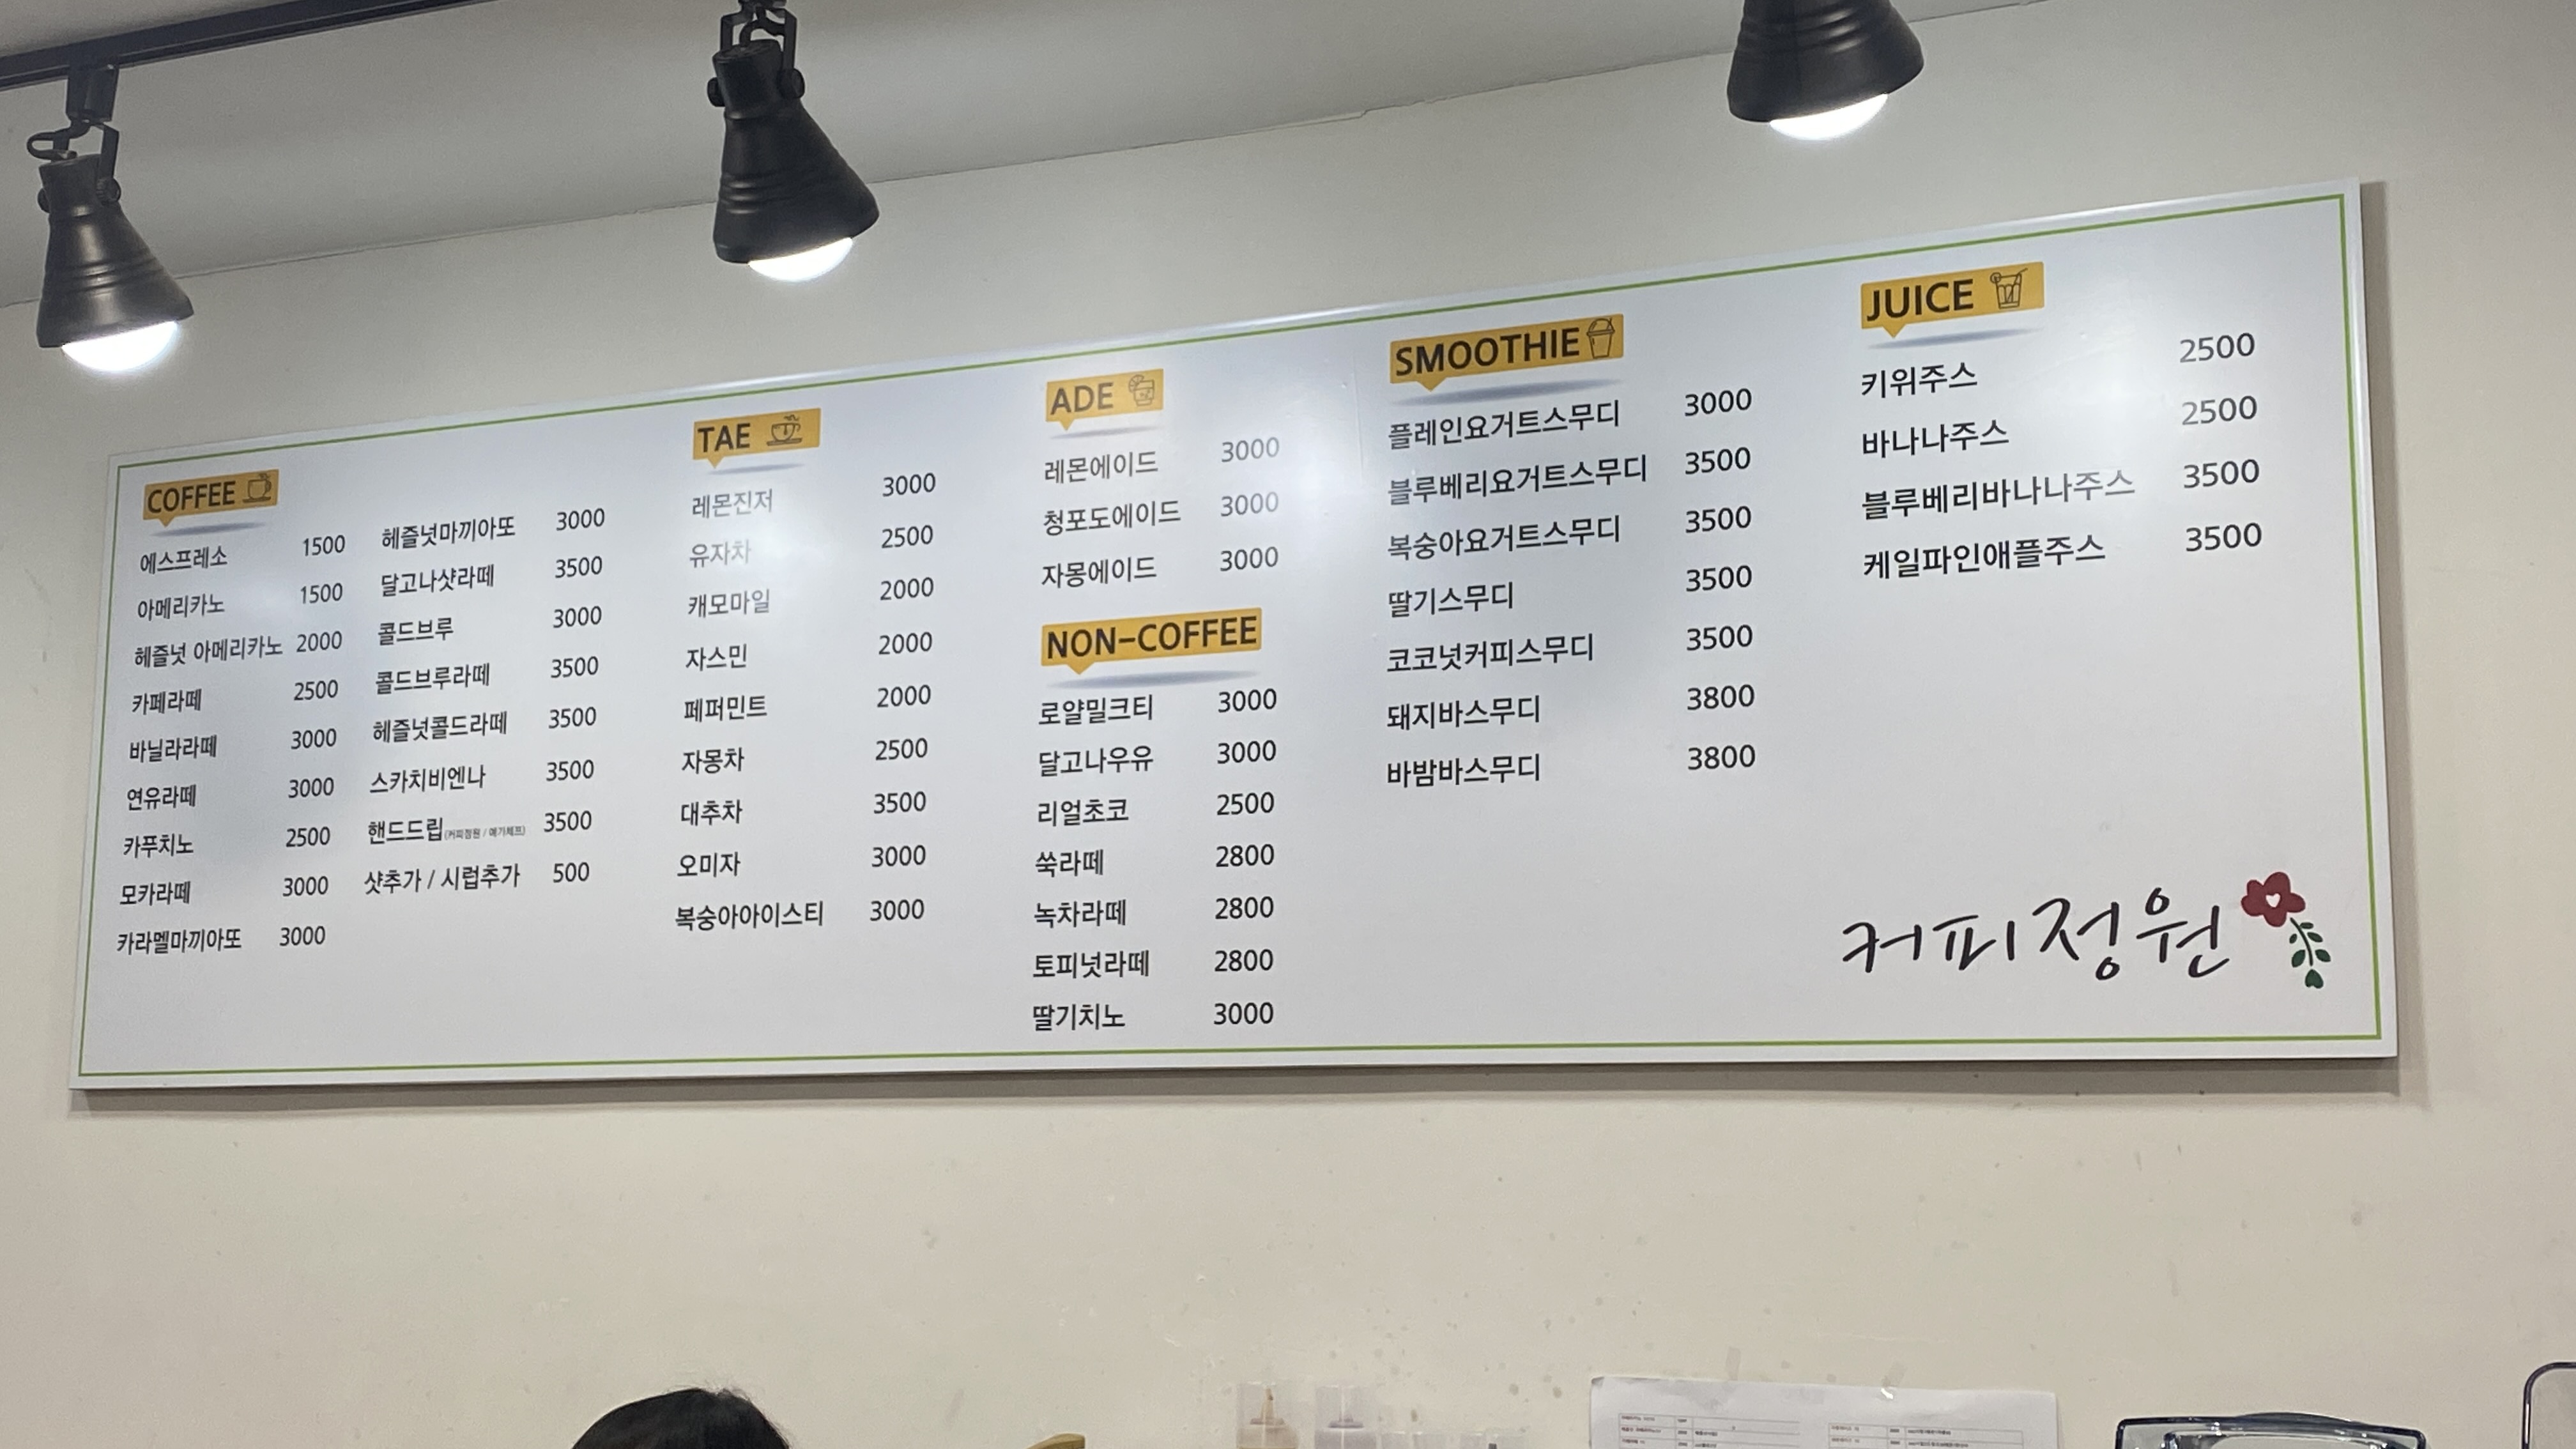 COFFEE
에스프레소 1500
아메리카노 1500
헤즐넛 아메리카노 2000
카페라떼 2500
바닐라라떼 3000
연유라떼 3000
카푸치노 2500
모카라떼 3000
카라멜마끼아또 3000
헤즐넛마끼아또 3000
달고나샷라떼 3500
콜드브루 3000
콜드브루라떼 3500
헤즐넛콜드라떼 3500
스카치비엔나 3500
핸드드립(커피정원 / 예가체프) 3500
샷추가 / 시럽추가 500
TAE
레몬진저 3000
유자차 2500
캐모마일 2000
자스민 2000
페퍼민트 2000
자몽차 2500
대추차 3500
오미자 3000
복숭아아이스티 3000
ADE
레몬에이드 3000
청포도에이드 3000
자몽에이드 3000
NON-COFFEE
로얄밀크티 3000
달고나우유 3000
리얼초코 2500
쑥라떼 2800
녹차라떼 2800
토피넛라떼 2800
딸기치노 3000
SMOOTHIE
플레인요거트스무디 3000
블루베리요거트스무디 3500
복숭아요거트스무디 3500
딸기스무디 3500
코코넛커피스무디 3500
돼지바스무디 3800
바밤바스무디 3800
JUICE
키위주스 2500
바나나주스 2500
블루베리바나나주스 3500
케일파인애플주스 3500
커피정원